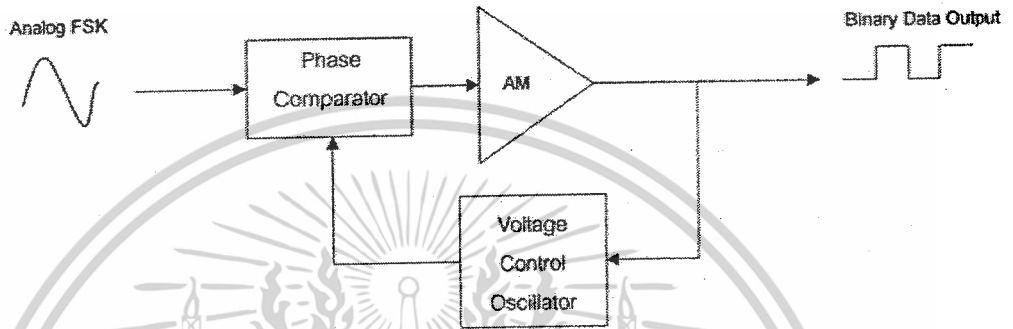 Analog FSK
Binary Data Output
Phase
Comparator
AM
Voltage
Control
Oscillator